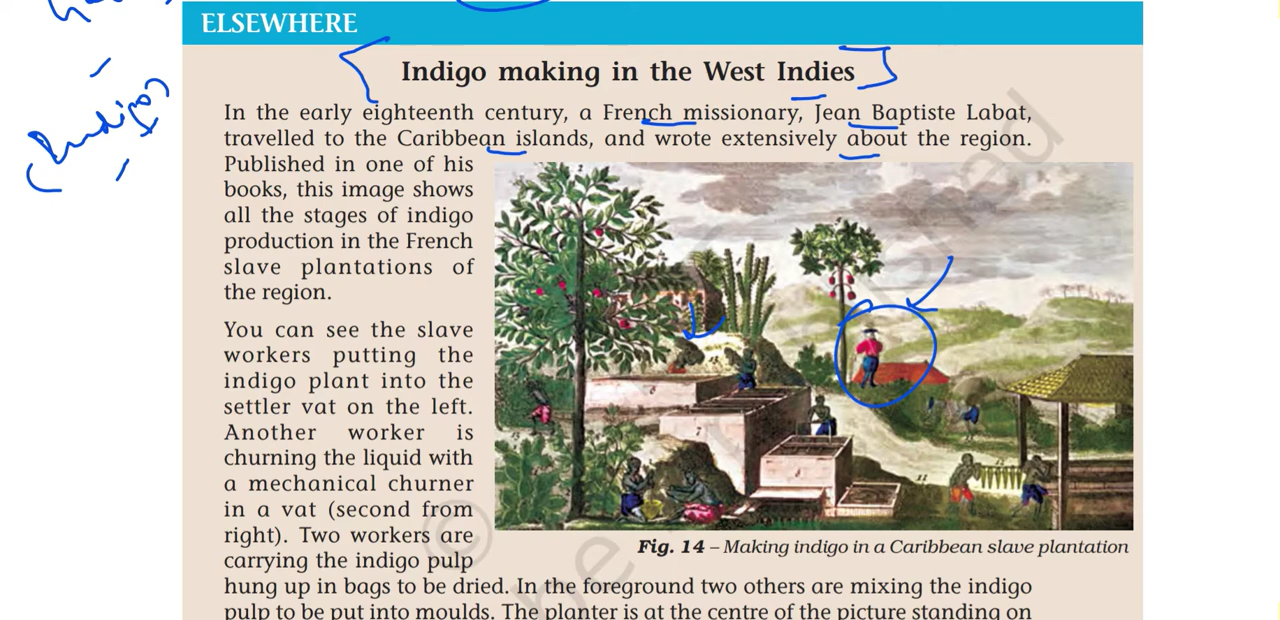 ELSEWHERE
Indigo making in the West Indies
In the early eighteenth century, a French missionary, Jean Baptiste Labat,
travelled to the Caribbean islands, and wrote extensively about the region.
Published in one of his
books, this image shows
all the stages of indigo
production in the French
slave plantations of
the region.
You can see the slave
workers putting the
indigo plant into the
settler vat on the left.
Another worker is
churning the liquid with
a mechanical churner
in a vat (second from
right). Two workers are
carrying the indigo pulp
hung up in bags to be dried. In the foreground two others are mixing the indigo
pulp to be put into moulds. The planter is at the centre of the picture standing on
Fig. 14 – Making indigo in a Caribbean slave plantation